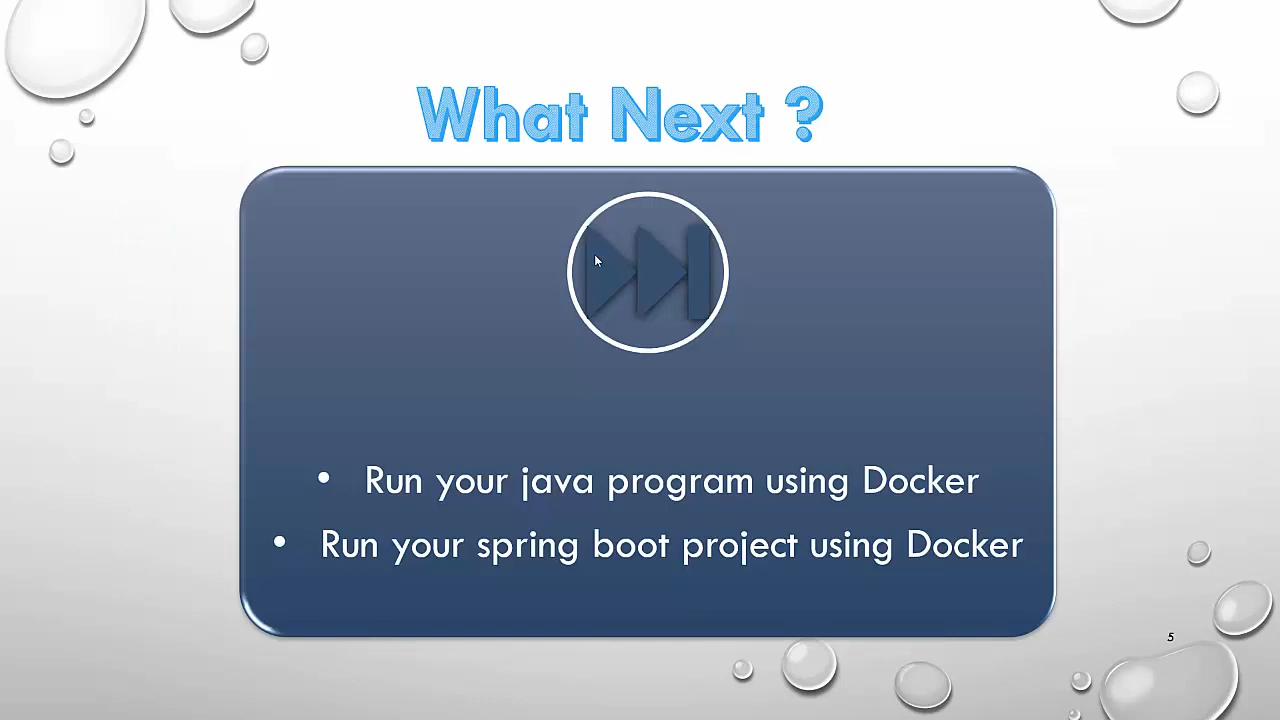 What Next ?
• Run your java program using Docker
• Run your spring boot project using Docker
5